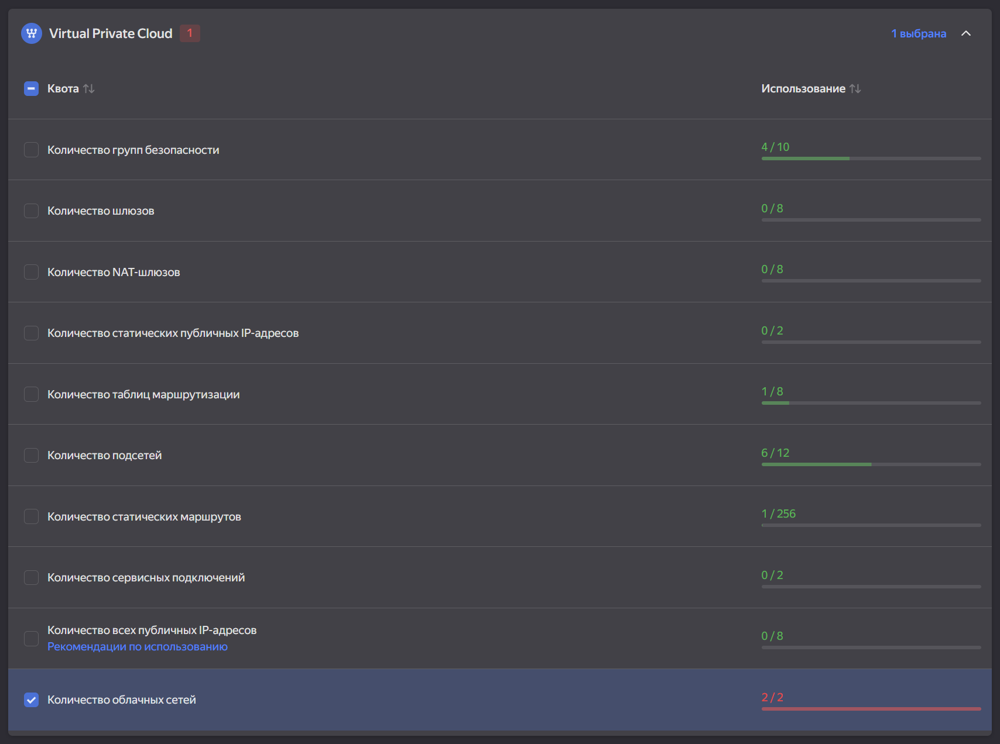 Virtual Private Cloud 1 1 выбрана
Квота Использование
Количество групп безопасности 4 / 10
Количество шлюзов 0 / 8
Количество NAT-шлюзов 0 / 8
Количество статических публичных IP-адресов 0 / 2
Количество таблиц маршрутизации 1 / 8
Количество подсетей 6 / 12
Количество статических маршрутов 1 / 256
Количество сервисных подключений 0 / 2
Количество всех публичных IP-адресов 0 / 8
Рекомендации по использованию
Количество облачных сетей 2 / 2